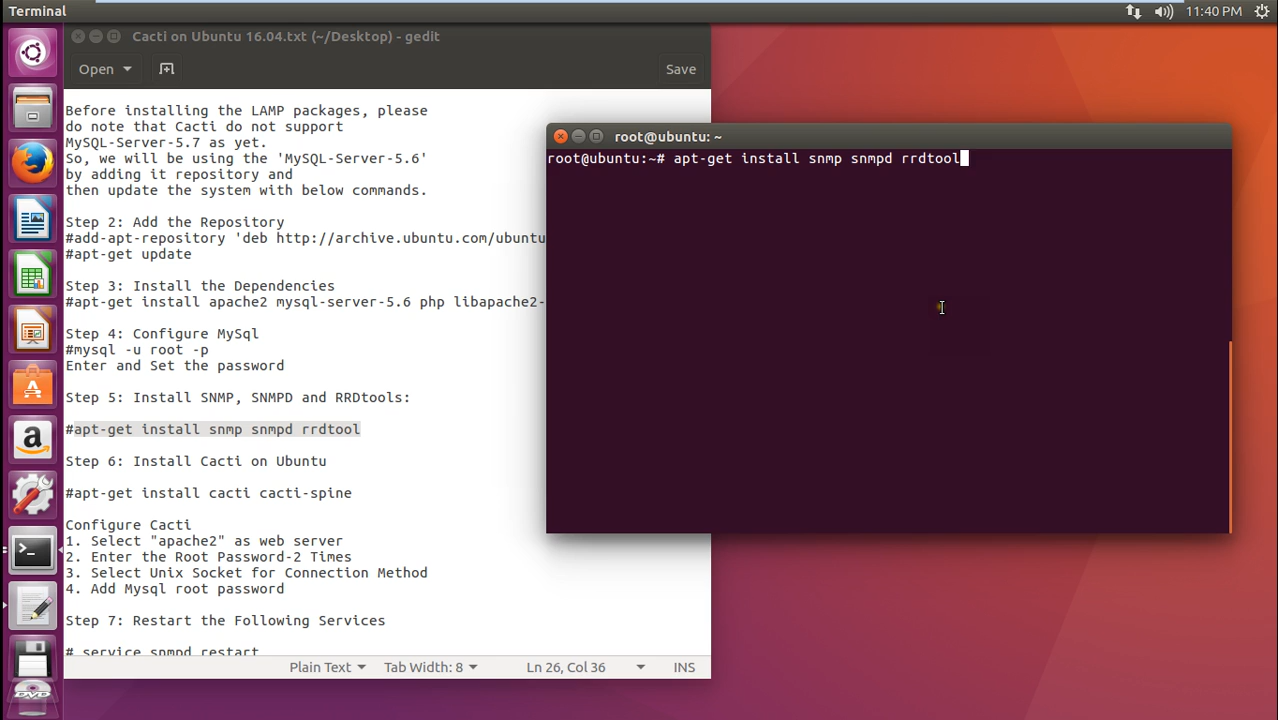 Terminal
11:40 PM
Cacti on Ubuntu 16.04.txt (~/Desktop) - gedit
Open
Save
Before installing the LAMP packages, please
do note that Cacti do not support
MySQL-Server-5.7 as yet.
So, we will be using the 'MySQL-Server-5.6'
by adding it repository and
then update the system with below commands.
Step 2: Add the Repository
#add-apt-repository 'deb http://archive.ubuntu.com/ubuntu
#apt-get update
Step 3: Install the Dependencies
#apt-get install apache2 mysql-server-5.6 php libapache2-
Step 4: Configure MySql
#mysql -u root -p
Enter and Set the password
Step 5: Install SNMP, SNMPD and RRDtools:
#apt-get install snmp snmpd rrdtool
Step 6: Install Cacti on Ubuntu
#apt-get install cacti cacti-spine
Configure Cacti
1. Select "apache2" as web server
2. Enter the Root Password-2 Times
3. Select Unix Socket for Connection Method
4. Add Mysql root password
Step 7: Restart the Following Services
# service snmpd restart
Plain Text
Tab Width: 8
Ln 26, Col 36
INS
root@ubuntu: ~
root@ubuntu:~# apt-get install snmp snmpd rrdtool